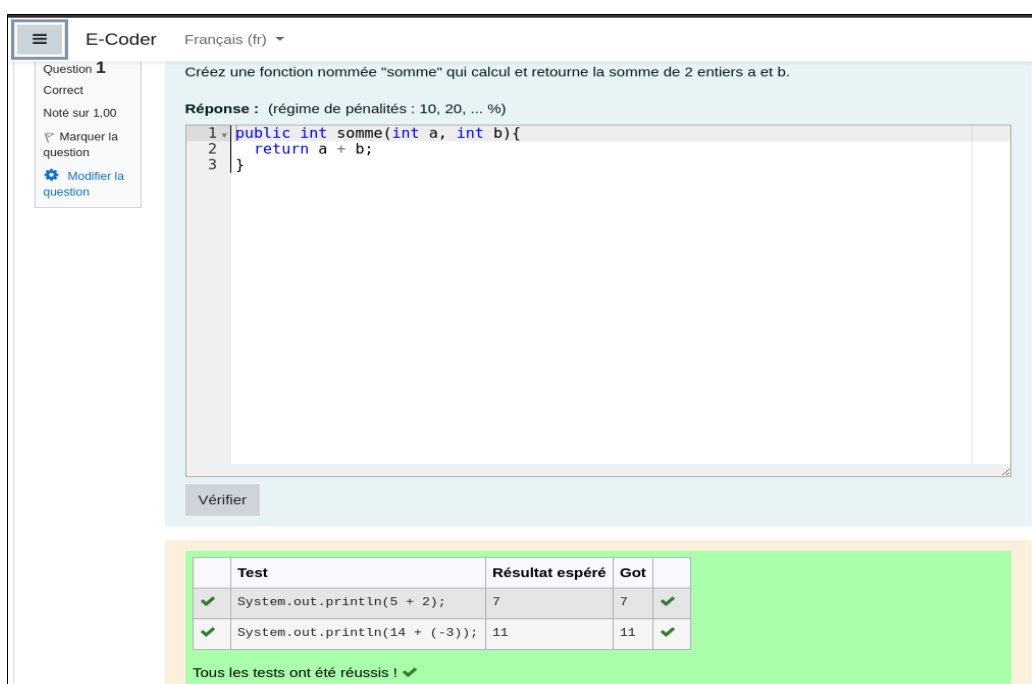 E-Coder Français (fr)
Question 1
Correct
Noté sur 1,00
Marquer la
question
Modifier la
question
Créez une fonction nommée "somme" qui calcul et retourne la somme de 2 entiers a et b.
Réponse : (régime de pénalités : 10, 20, ... %)
1 public int somme(int a, int b){
2 return a + b;
3 }
Vérifier
Test Résultat espéré Got
System.out.println(5 + 2); 7 7
System.out.println(14 + (-3)); 11 11
Tous les tests ont été réussis !